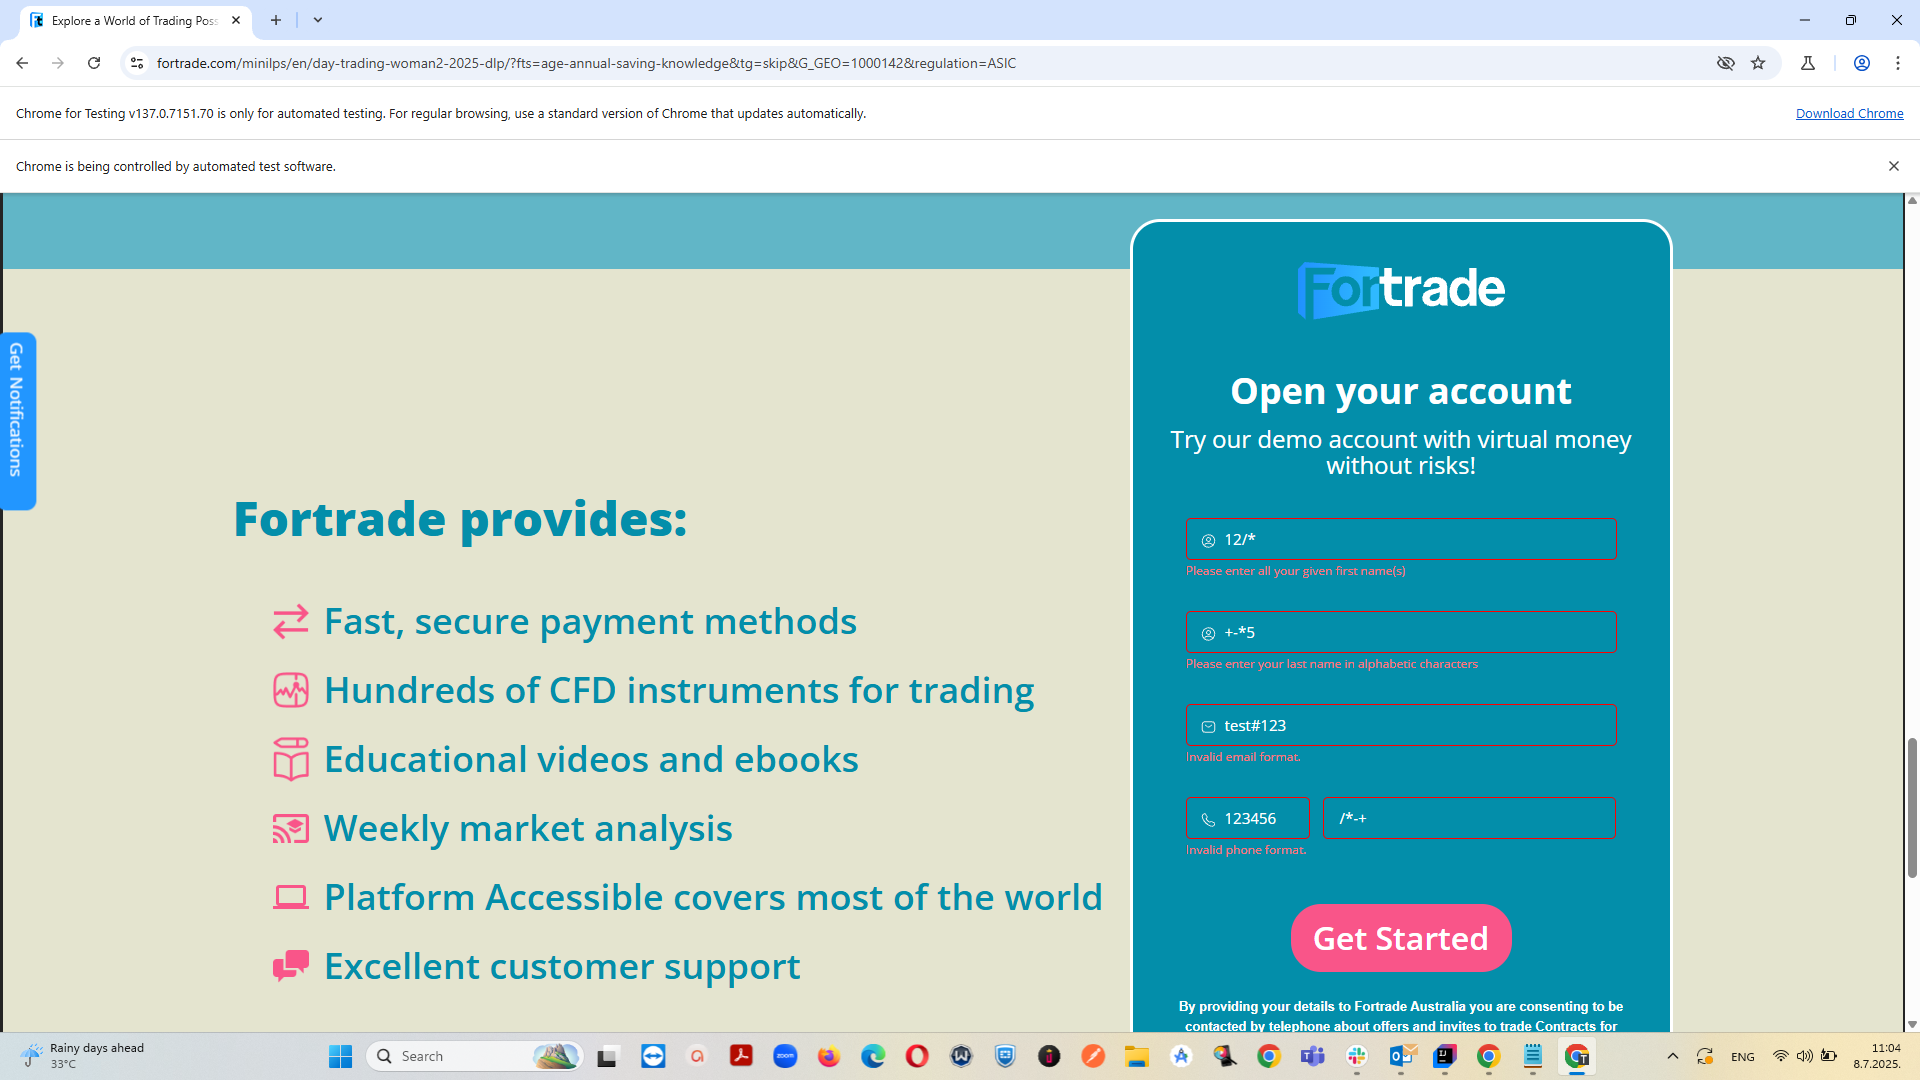 Explore a World of Trading Poss
fortrade.com/minilps/en/day-trading-woman2-2025-dlp/?fts=age-annual-saving-knowledge&tg=skip&G_GEO=1000142&regulation=ASIC
Chrome for Testing v137.0.7151.70 is only for automated testing. For regular browsing, use a standard version of Chrome that updates automatically.
Download Chrome
Chrome is being controlled by automated test software.
Get Notifications
Fortrade provides:
Fast, secure payment methods
Hundreds of CFD instruments for trading
Educational videos and ebooks
Weekly market analysis
Platform Accessible covers most of the world
Excellent customer support
Fortrade
Open your account
Try our demo account with virtual money
without risks!
12/*
Please enter all your given first name(s)
+-*5
Please enter your last name in alphabetic characters
test#123
Invalid email format.
123456
/*-+
Invalid phone format.
Get Started
By providing your details to Fortrade Australia you are consenting to be
contacted by telephone about offers and invites to trade Contracts for
Rainy days ahead
33°C
Search
zoom
ENG
11:04
8.7.2025.